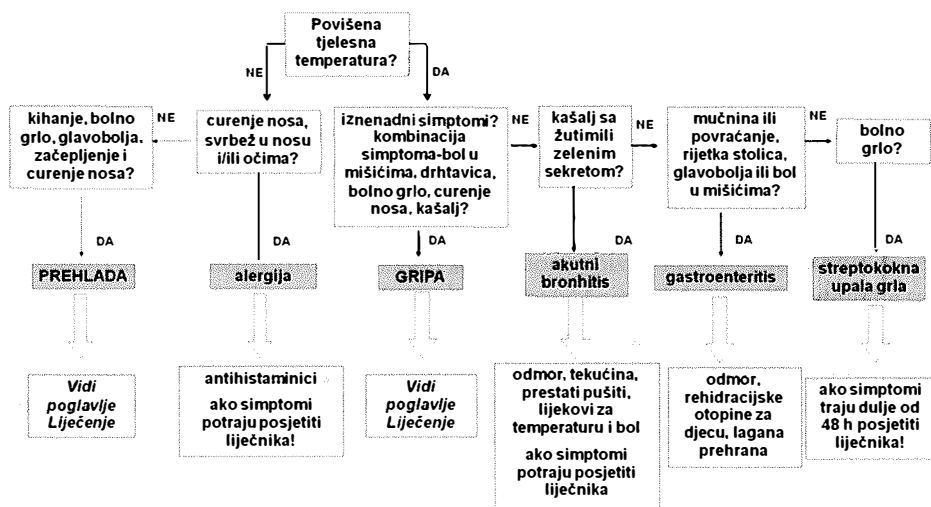 Povišena
tjelesna
temperatura?
NE
DA
kihanje, bolno
grlo, glavobolja,
začepljenje i
curenje nosa?
NE
curenje nosa,
svrbež u nosu
i/ili očima?
iznenadni simptomi?
kombinacija
simptoma-bol u
mišićima, drhtavica,
bolno grlo, curenje
nosa, kašalj?
NE
kašalj sa
žutimili
zelenim
sekretom?
NE
mučnina ili
povraćanje,
rijetka stolica,
glavobolja ili bol
u mišićima?
NE
bolno
grlo?
DA
DA
DA
DA
DA
DA
PREHLADA
alergija
GRIPA
akutni
bronhitis
gastroenteritis
streptokokna
upala grla
Vidi
poglavlje
Liječenje
antihistaminici
ako simptomi
potraju posjetiti
liječnika!
Vidi
poglavlje
Liječenje
odmor, tekućina,
prestati pušiti,
lijekovi za
temperaturu i bol
ako simptomi
potraju posjetiti
liječnika
odmor,
rehidracijske
otopine za
djecu, lagana
prehrana
ako simptomi
traju dulje od
48 h posjetiti
liječnika!